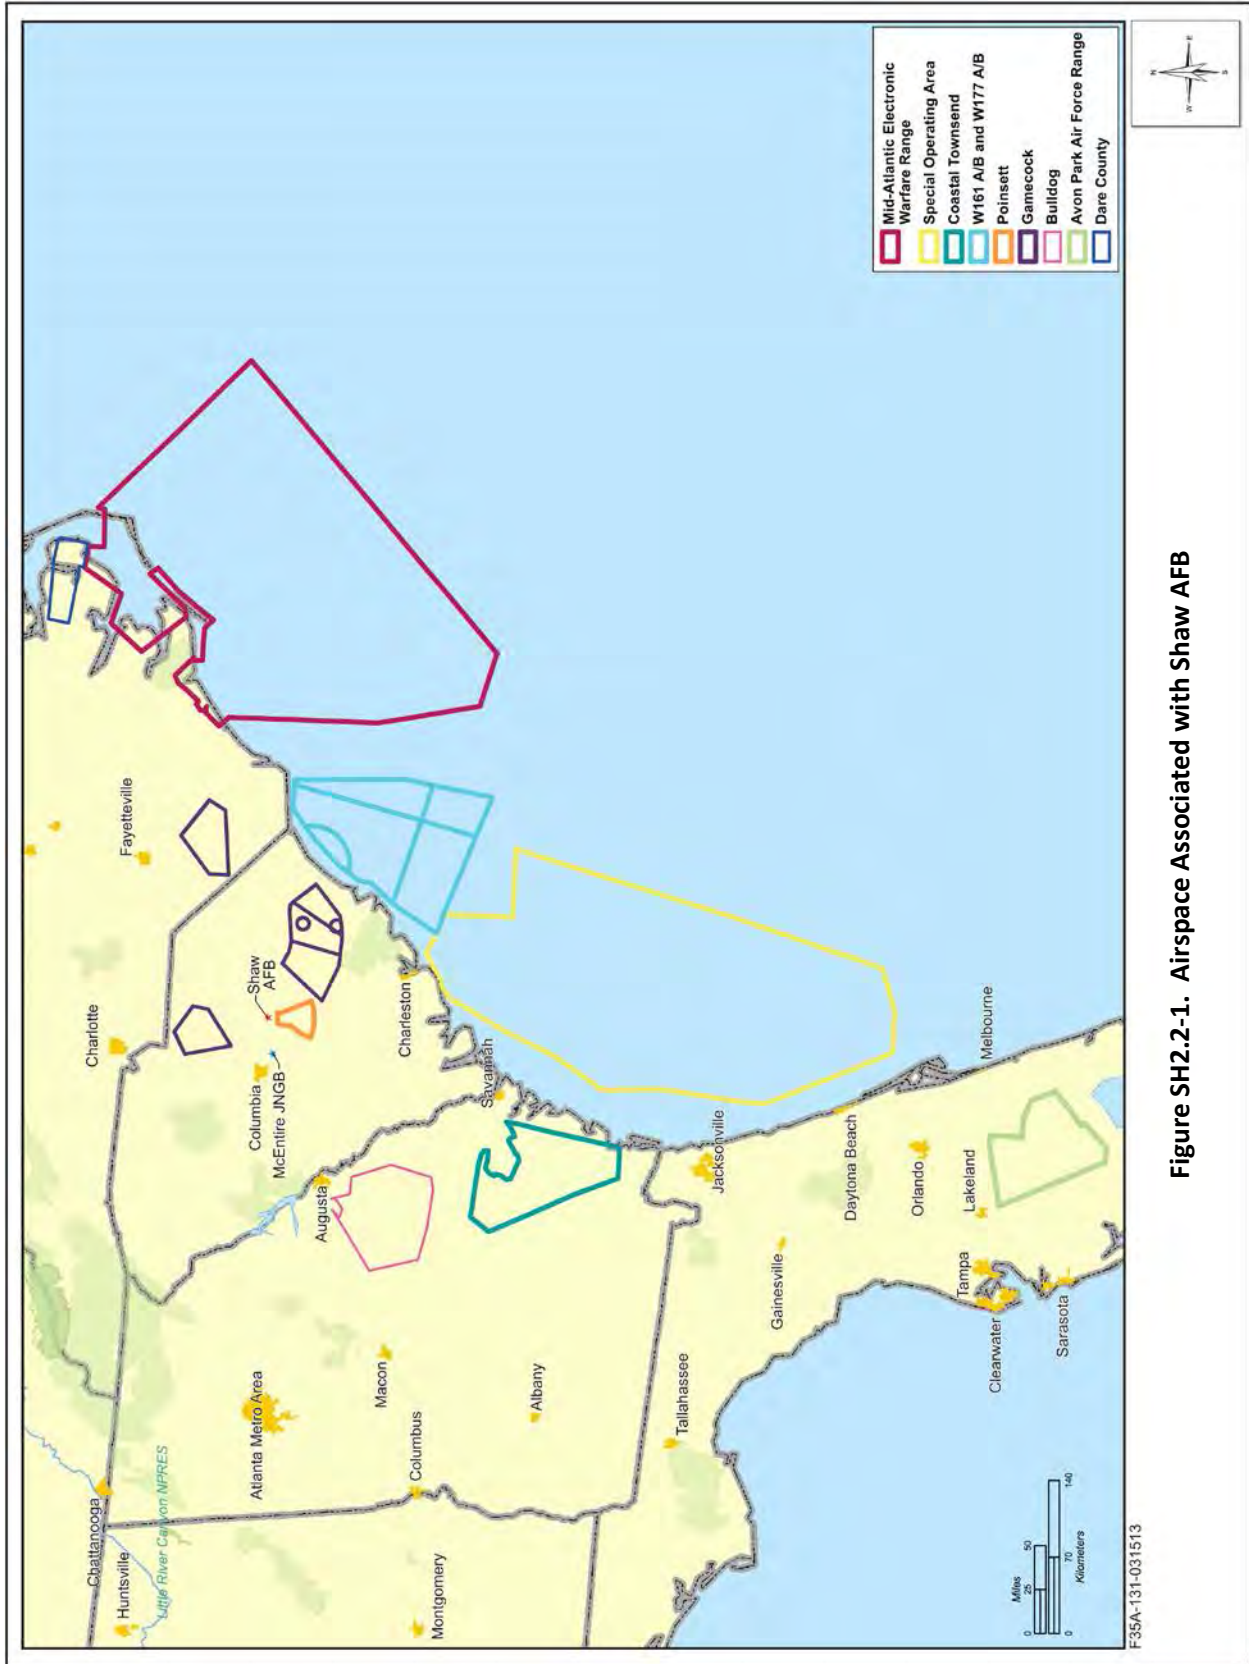 Chattanooga
Huntsville
Little River Canyon NPRES
Charlotte
Fayetteville
Atlanta Metro Area
Columbia
McEntire JNGB
Shaw
AFB
Augusta
Macon
Columbus
Montgomery
Charleston
Savannah
Albany
Tallahassee
Jacksonville
Gainesville
Daytona Beach
Orlando
Lakeland
Tampa
Clearwater
Sarasota
Melbourne
Miles
0 25 50
0 70 140
Kilometers
Mid-Atlantic Electronic
Warfare Range
Special Operating Area
Coastal Townsend
W161 A/B and W177 A/B
Poinsett
Gamecock
Bulldog
Avon Park Air Force Range
Dare County
N
W E
S
F35A-131-031513
Figure SH2.2-1. Airspace Associated with Shaw AFB